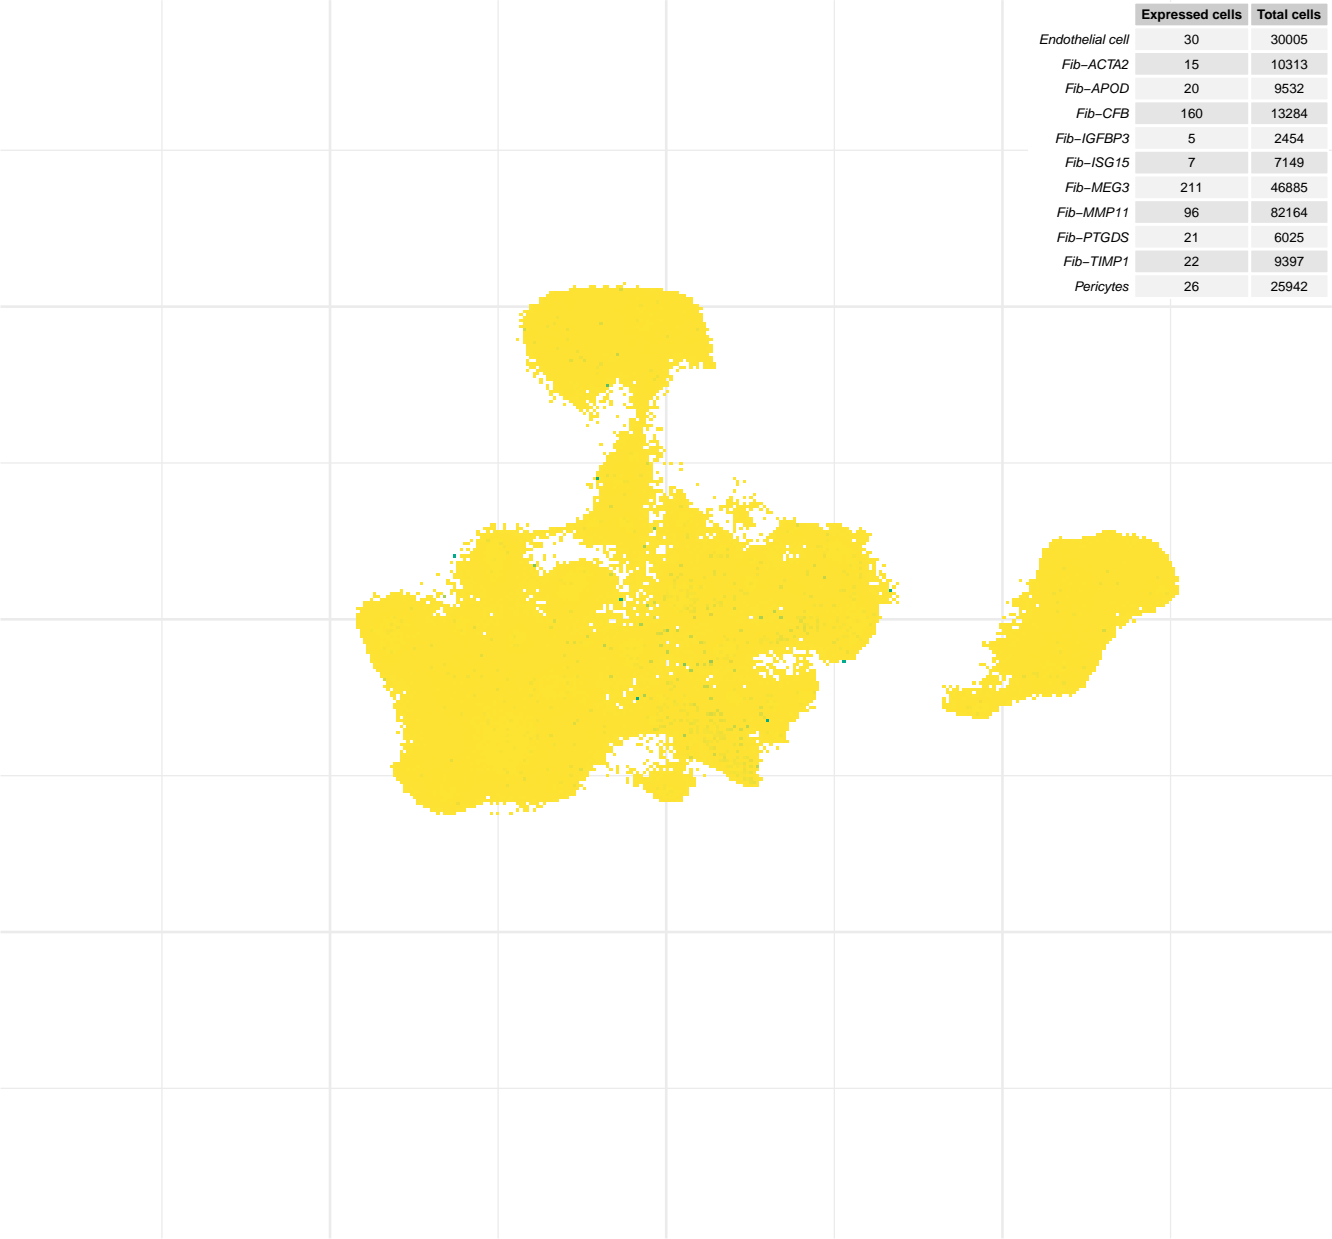 Expressed cells Total cells
Endothelial cell 30 30005
Fib−ACTA2 15 10313
Fib−APOD 20 9532
Fib−CFB 160 13284
Fib−IGFBP3 5 2454
Fib−ISG15 7 7149
Fib−MEG3 211 46885
Fib−MMP11 96 82164
Fib−PTGDS 21 6025
Fib−TIMP1 22 9397
Pericytes 26 25942